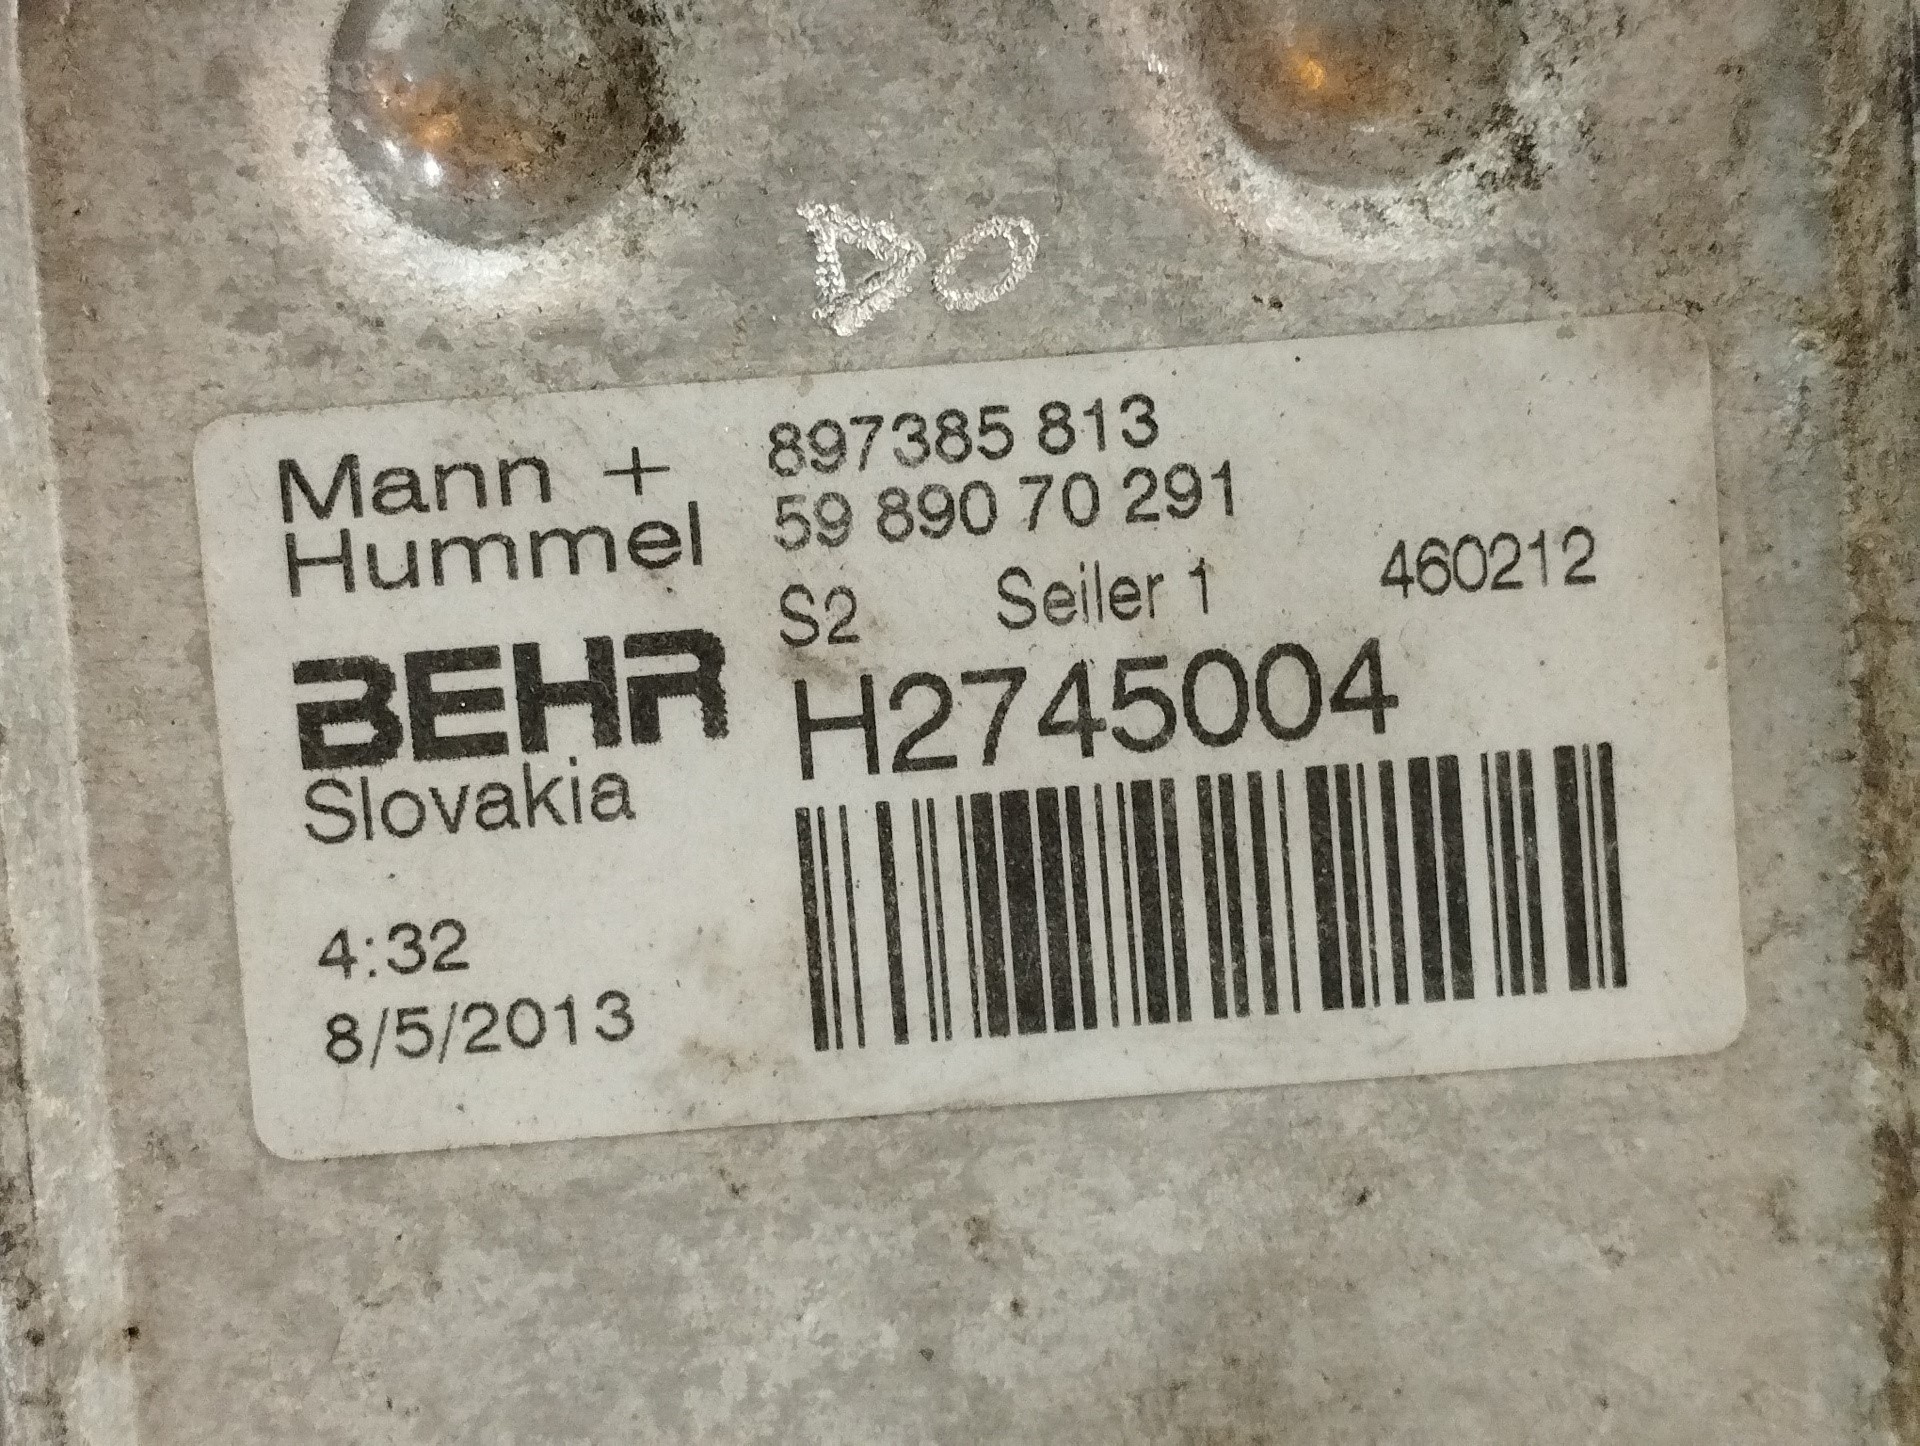 DO
Mann + 897385 813
Hummel 59 890 70 291
S2 Seiler 1 460212
BEHR H2745004
Slovakia
4:32
8/5/2013